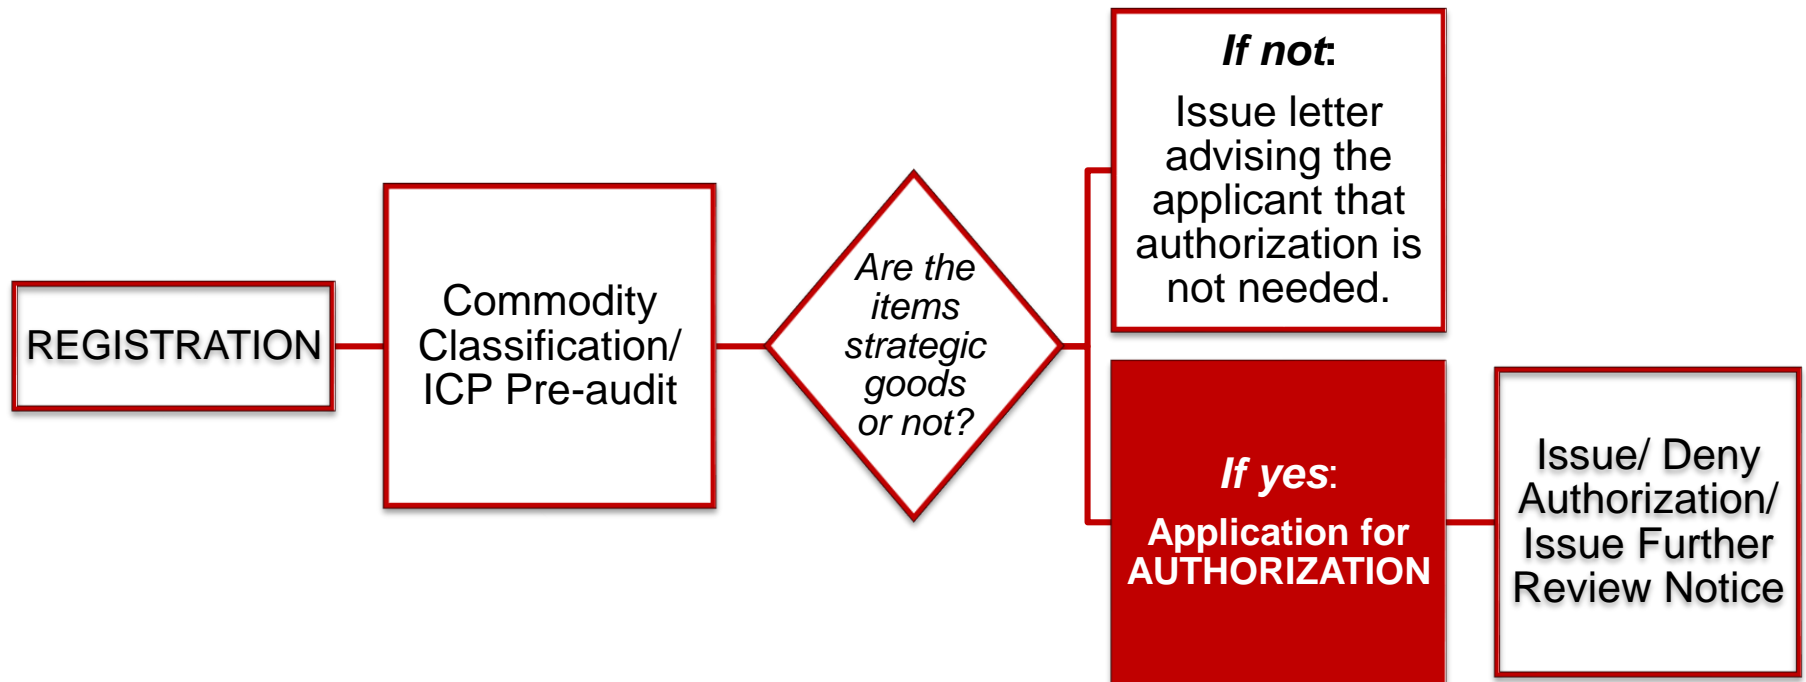 REGISTRATION
Commodity
Classification/
ICP Pre-audit
Are the
items
strategic
goods
or not?
If not:
Issue letter
advising the
applicant that
authorization is
not needed.
If yes:
Application for
AUTHORIZATION
Issue/ Deny
Authorization/
Issue Further
Review Notice